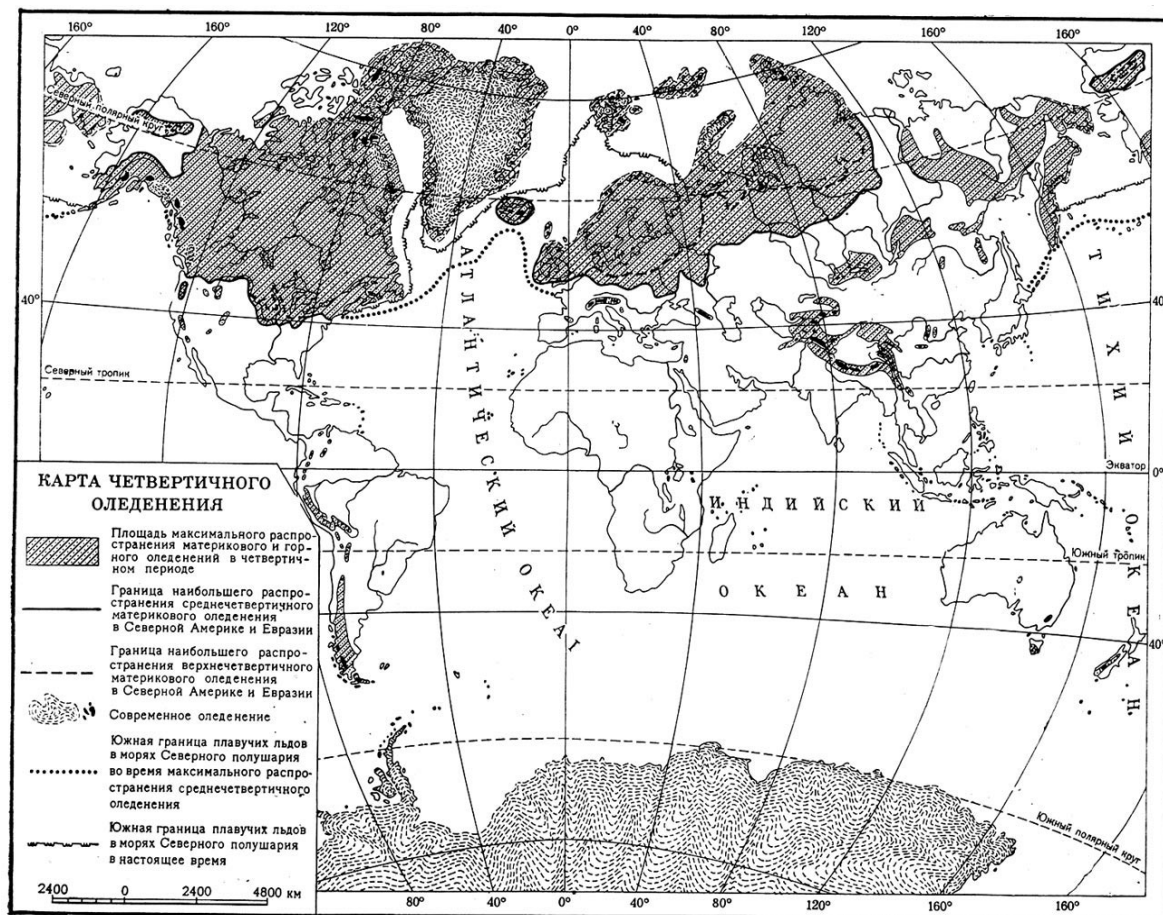 160° 120° 80° 40° 0° 40° 80° 120° 160° 160°
Северный полярный круг
40°
40°
АТЛАНТИЧЕСКИЙ ОКЕАН
ТИХИЙ ОКЕАН
Северный тропик
Экватор
ИНДИЙСКИЙ
ОКЕАН
Южный тропик
40°
Южный полярный круг
КАРТА ЧЕТВЕРТИЧНОГО
ОЛЕДЕНЕНИЯ
Площадь максимального распро-
странения материкового и гор-
ного оледенений в четвертич-
ном периоде
Граница наибольшего распро-
странения среднечетвертичного
материкового оледенения
в Северной Америке и Евразии
Граница наибольшего распро-
странения верхнечетвертичного
материкового оледенения
в Северной Америке и Евразии
Современное оледенение
Южная граница плавучих льдов
в морях Северного полушария
во время максимального распро-
странения среднечетвертичного
оледенения
Южная граница плавучих льдов
в морях Северного полушария
в настоящее время
2400 0 2400 4800 км
80° 40° 0° 40° 80° 120° 160° 160°